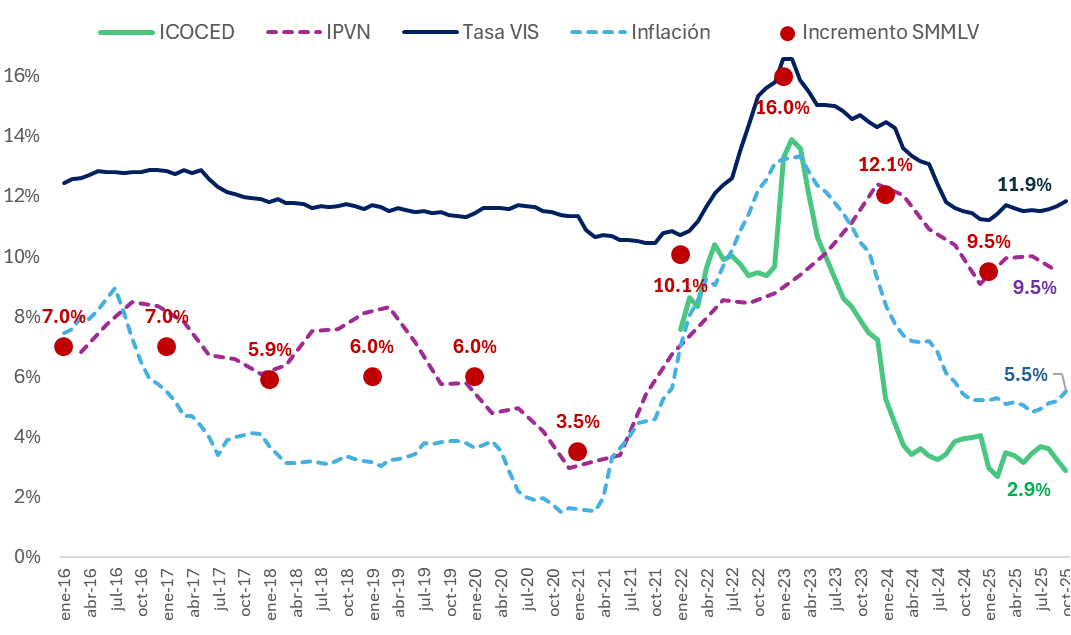 ICOCED IPVN Tasa VIS Inflación Incremento SMMLV
16%
14%
12%
10%
8%
6%
4%
2%
0%
7.0%
7.0%
5.9%
6.0%
6.0%
3.5%
10.1%
16.0%
12.1%
9.5%
11.9%
9.5%
5.5%
2.9%
ene-16
abr-16
jul-16
oct-16
ene-17
abr-17
jul-17
oct-17
ene-18
abr-18
jul-18
oct-18
ene-19
abr-19
jul-19
oct-19
ene-20
abr-20
jul-20
oct-20
ene-21
abr-21
jul-21
oct-21
ene-22
abr-22
jul-22
oct-22
ene-23
abr-23
jul-23
oct-23
ene-24
abr-24
jul-24
oct-24
ene-25
abr-25
jul-25
oct-25